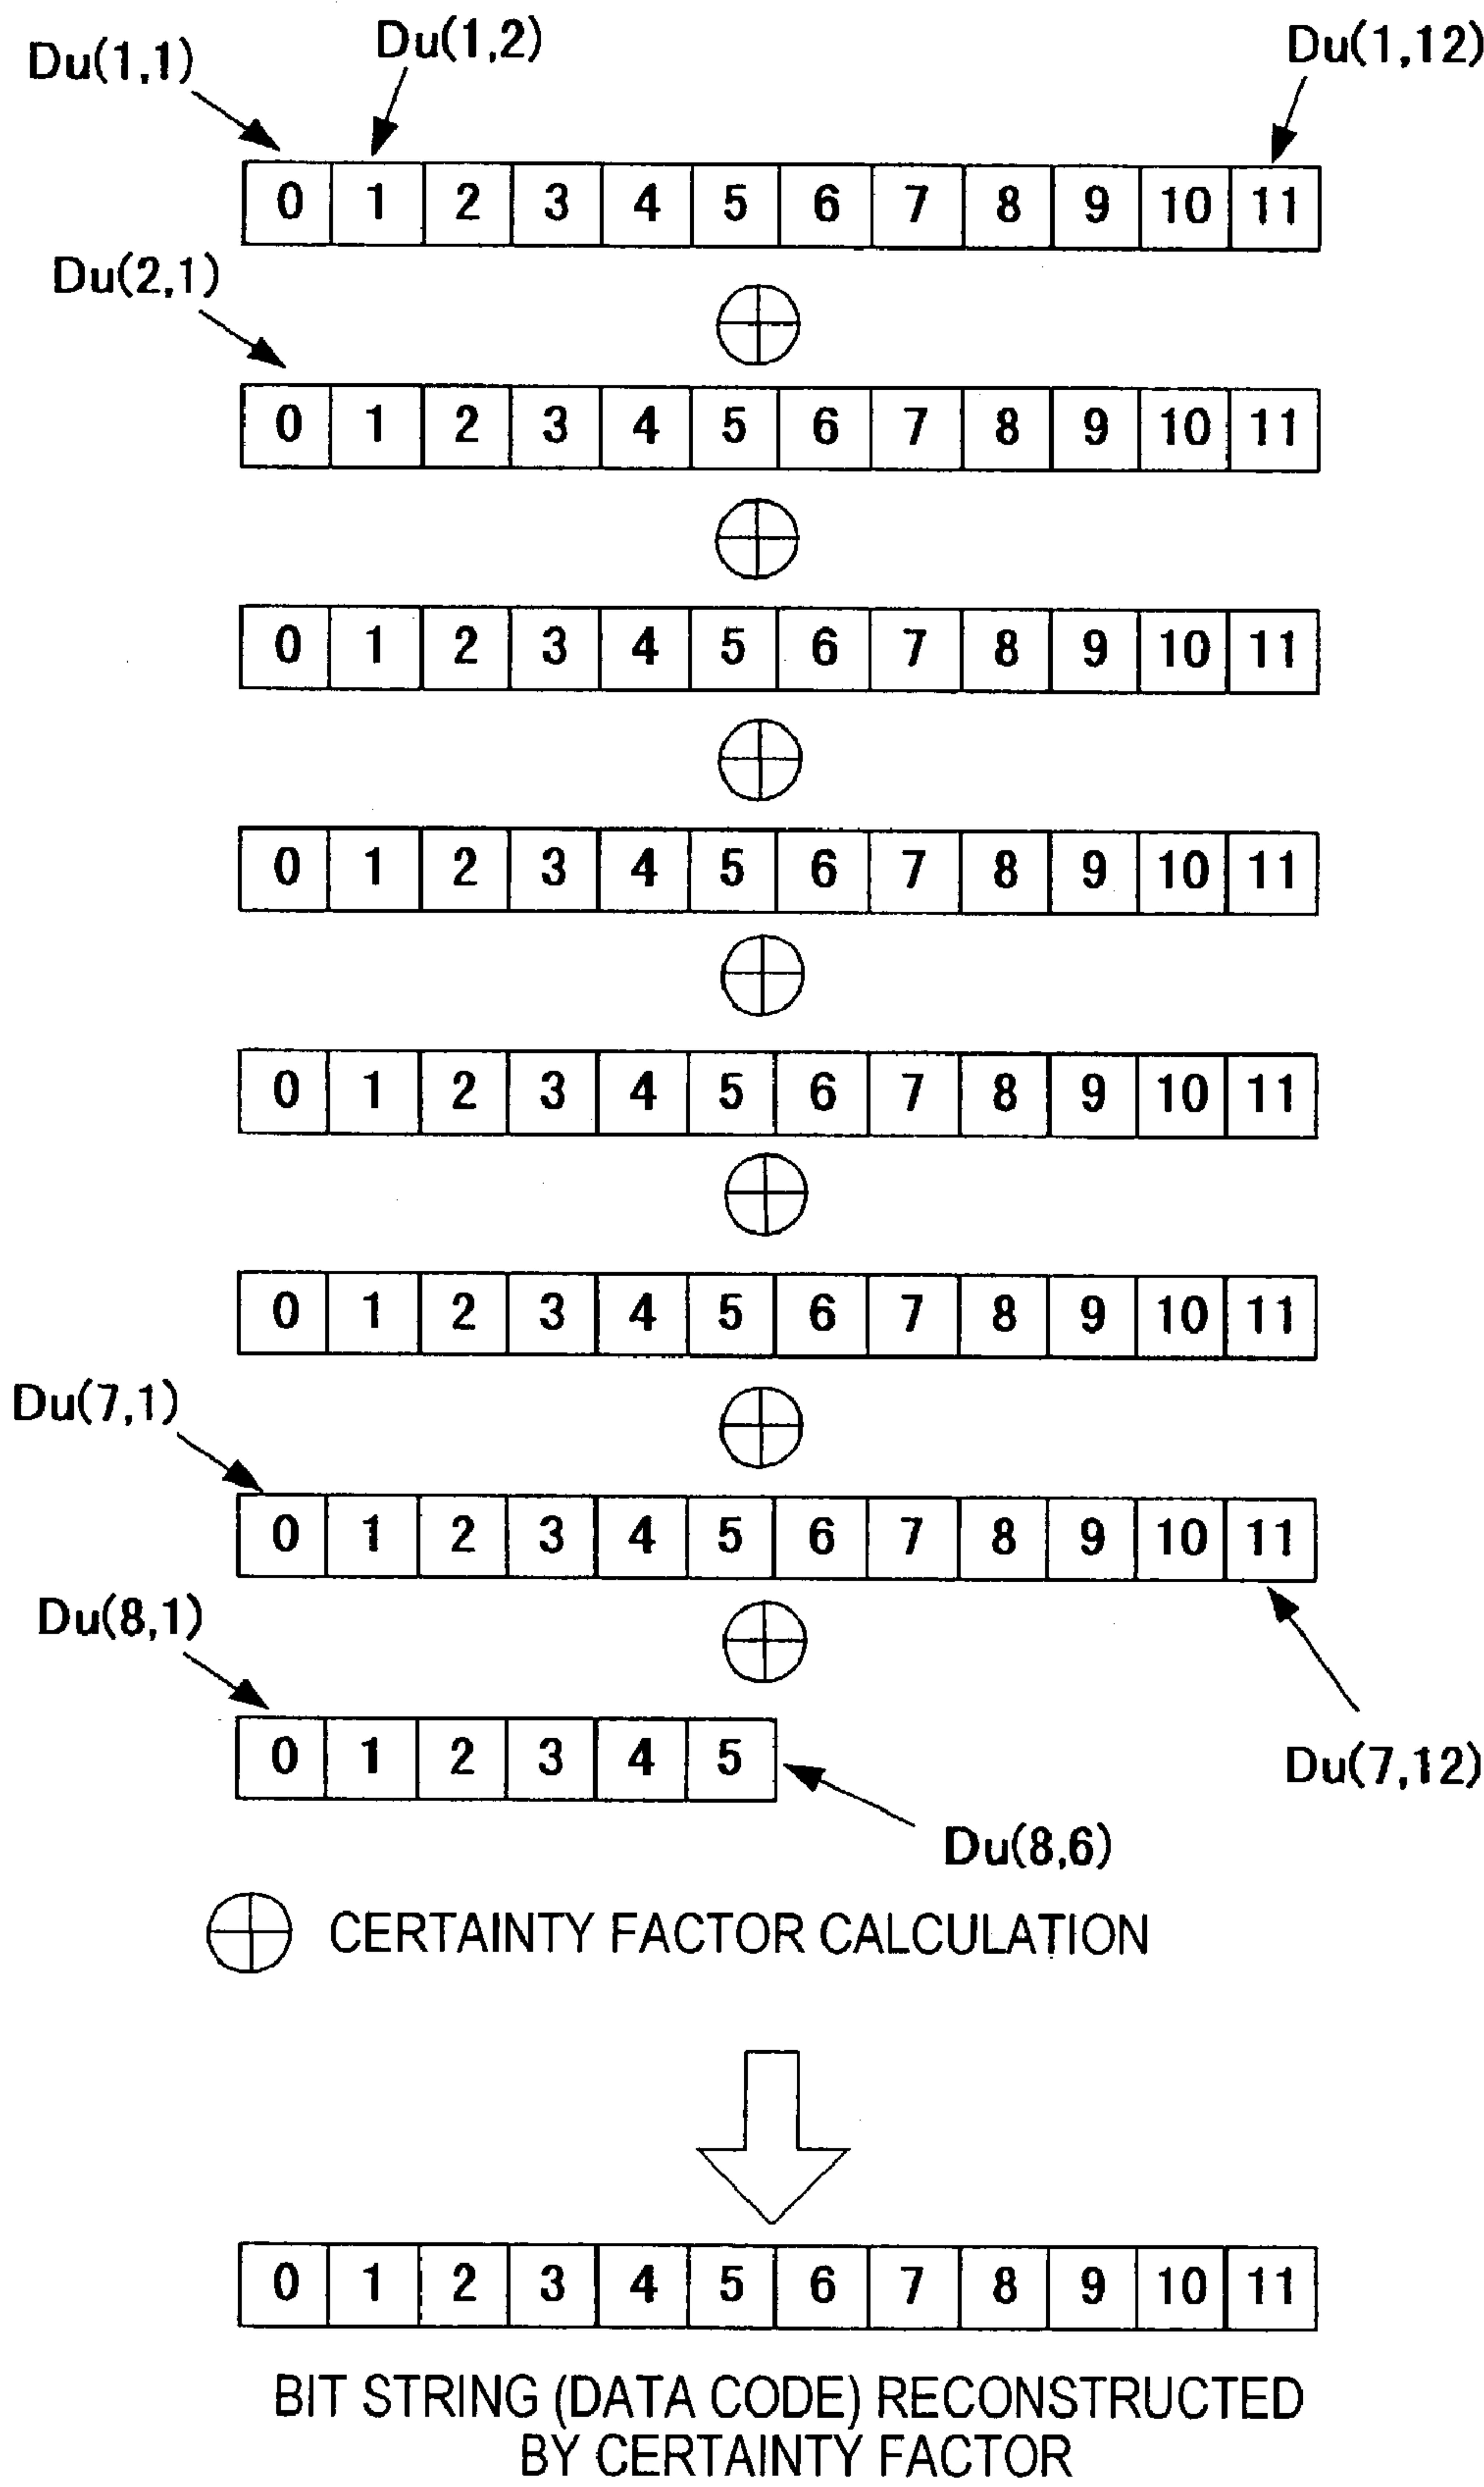 Du(1,1) Du(1,2) Du(1,12)
0 1 2 3 4 5 6 7 8 9 10 11
Du(2,1)
0 1 2 3 4 5 6 7 8 9 10 11
0 1 2 3 4 5 6 7 8 9 10 11
0 1 2 3 4 5 6 7 8 9 10 11
0 1 2 3 4 5 6 7 8 9 10 11
0 1 2 3 4 5 6 7 8 9 10 11
Du(7,1)
0 1 2 3 4 5 6 7 8 9 10 11
Du(8,1)
0 1 2 3 4 5
Du(7,12)
Du(8,6)
CERTAINTY FACTOR CALCULATION
0 1 2 3 4 5 6 7 8 9 10 11
BIT STRING (DATA CODE) RECONSTRUCTED
BY CERTAINTY FACTOR